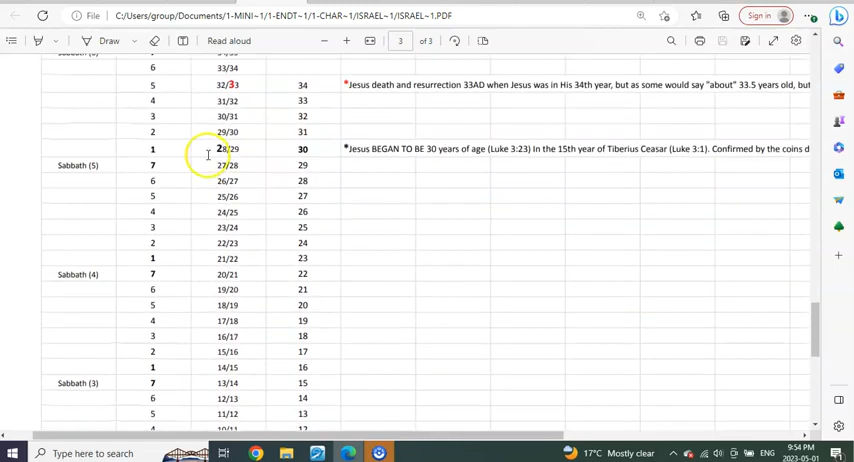 File C:/Users/group/Documents/1-MINI~1/1-ENDT~1/1-CHAR~1/ISRAEL~1/ISRAEL~1.PDF Sign in
Draw Read aloud 3 of 3
6 33/34
5 32/33 34 *Jesus death and resurrection 33AD when Jesus was in His 34th year, but as some would say "about" 33.5 years old, but
4 31/32 33
3 30/31 32
2 29/30 31
1 28/29 30 *Jesus BEGAN TO BE 30 years of age (Luke 3:23) In the 15th year of Tiberius Ceasar (Luke 3:1). Confirmed by the coins d
Sabbath (5) 7 27/28 29
6 26/27 28
5 25/26 27
4 24/25 26
3 23/24 25
2 22/23 24
1 21/22 23
Sabbath (4) 7 20/21 22
6 19/20 21
5 18/19 20
4 17/18 19
3 16/17 18
2 15/16 17
1 14/15 16
Sabbath (3) 7 13/14 15
6 12/13 14
5 11/12 13
4 10/11 12
Type here to search 17°C Mostly clear ENG 9:54 PM
2023-05-01